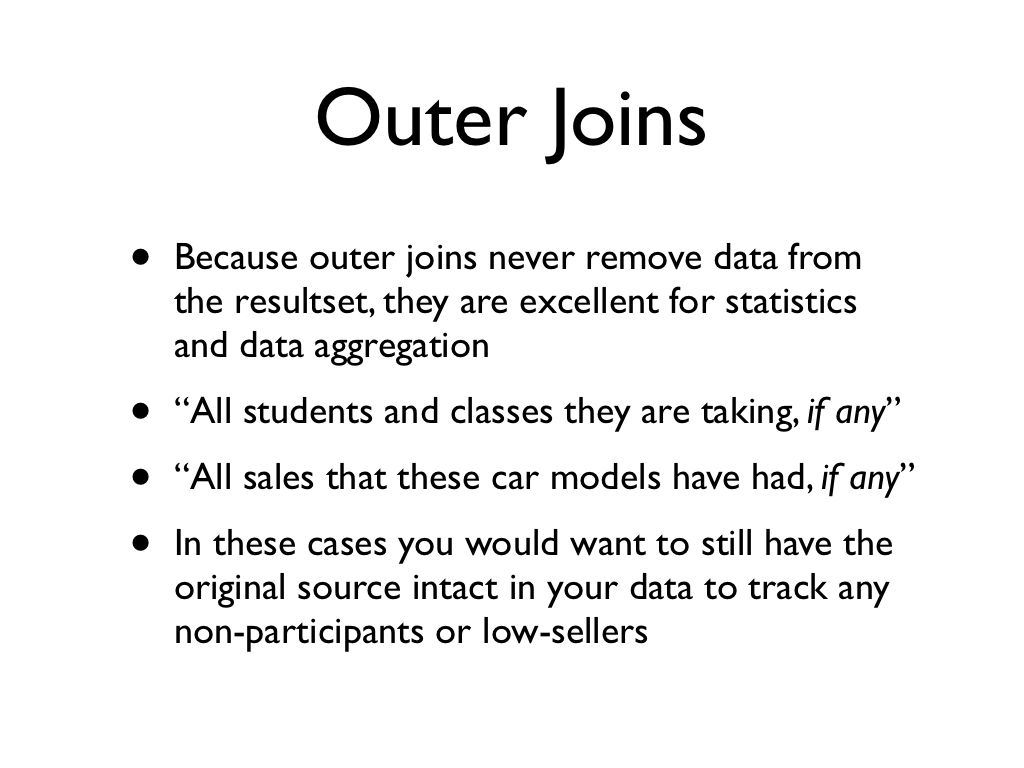 Outer Joins
• Because outer joins never remove data from
the resultset, they are excellent for statistics
and data aggregation
• “All students and classes they are taking, if any”
• “All sales that these car models have had, if any”
• In these cases you would want to still have the
original source intact in your data to track any
non-participants or low-sellers